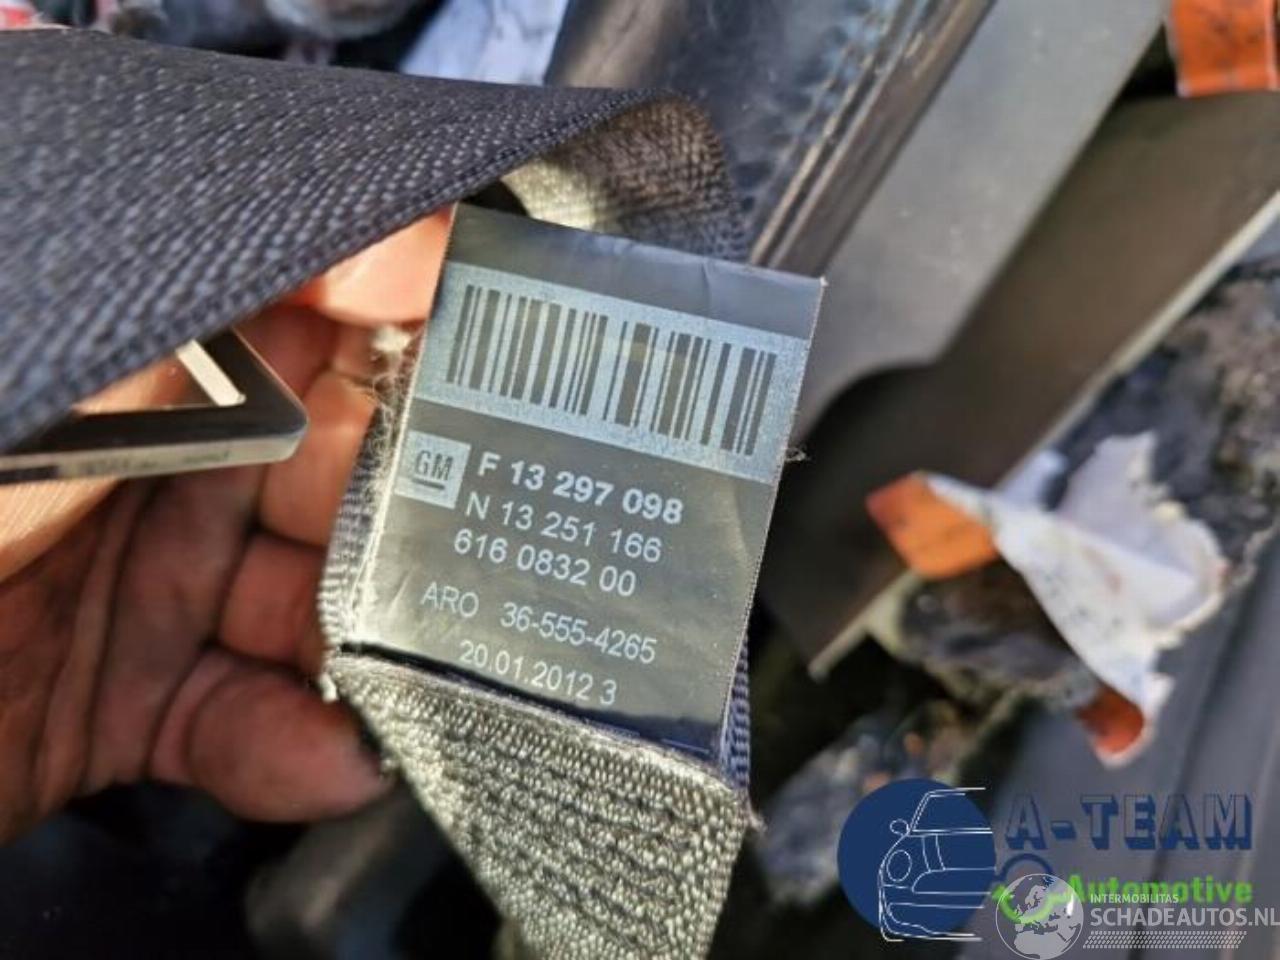 GM F 13 297 098
N 13 251 166
616 0832 00
ARO 36-555-4265
20.01.2012 3
A-TEAM
Automotive
INTERMOBILITAS
SCHADEAUTOS.NL